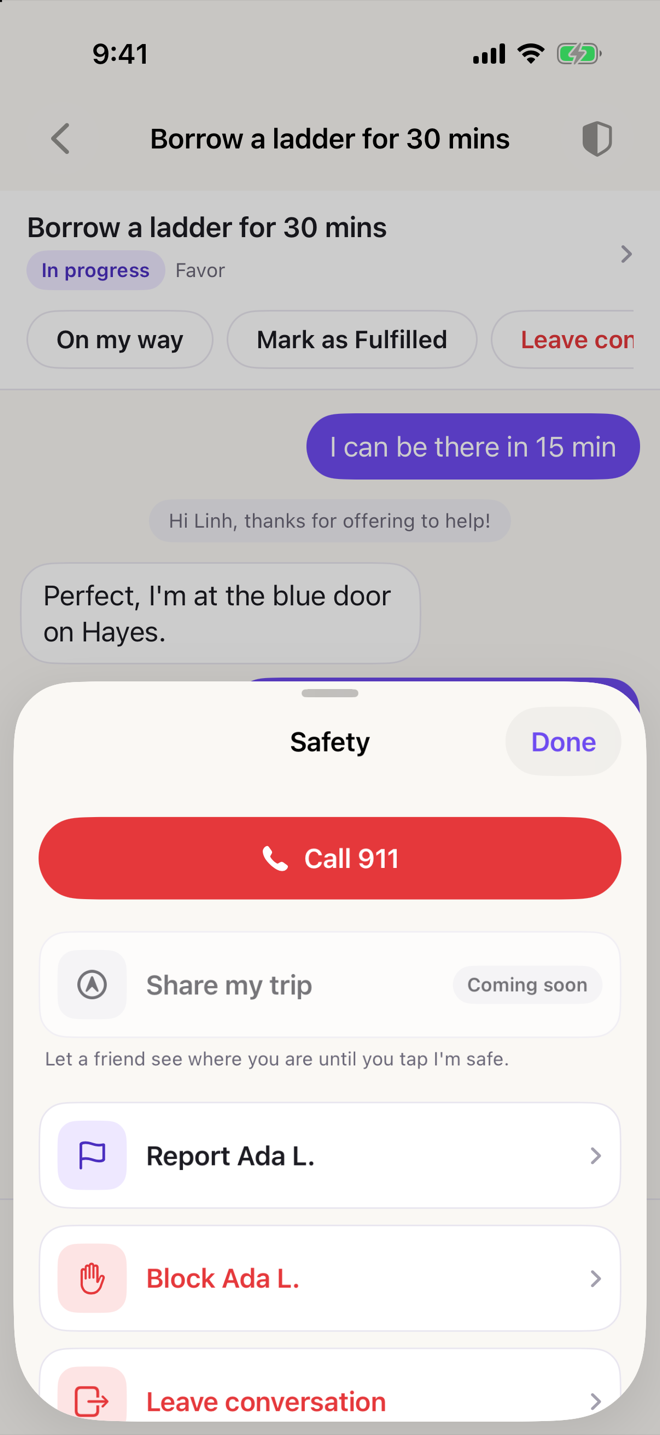 9:41
Borrow a ladder for 30 mins
Borrow a ladder for 30 mins
In progress Favor
On my way Mark as Fulfilled Leave con
I can be there in 15 min
Hi Linh, thanks for offering to help!
Perfect, I'm at the blue door
on Hayes.
Safety Done
Call 911
Share my trip Coming soon
Let a friend see where you are until you tap I'm safe.
Report Ada L.
Block Ada L.
Leave conversation